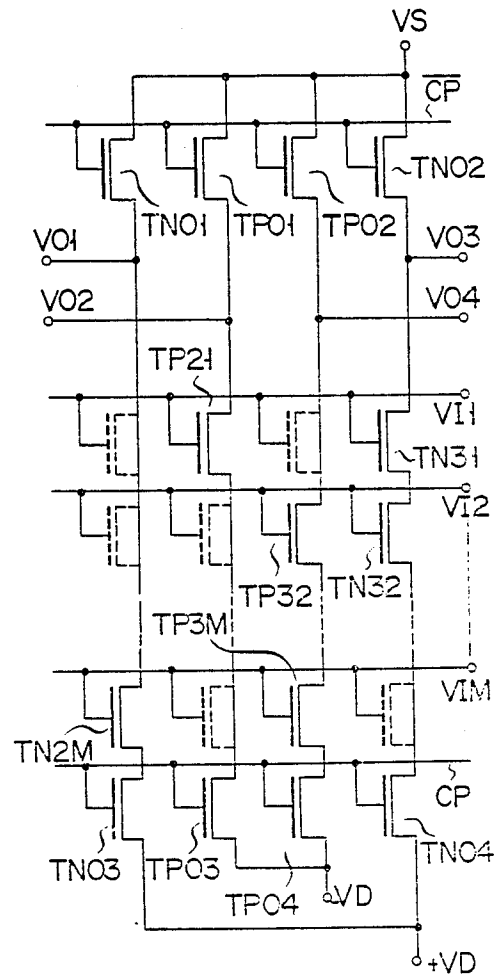 VS
CP
TN01
TP01
TP02
TN02
V01
V03
V02
V04
TP21
VI1
TN31
VI2
TP32
TN32
TP3M
VIM
TN2M
CP
TN03
TP03
TP04
TN04
-VD
+VD